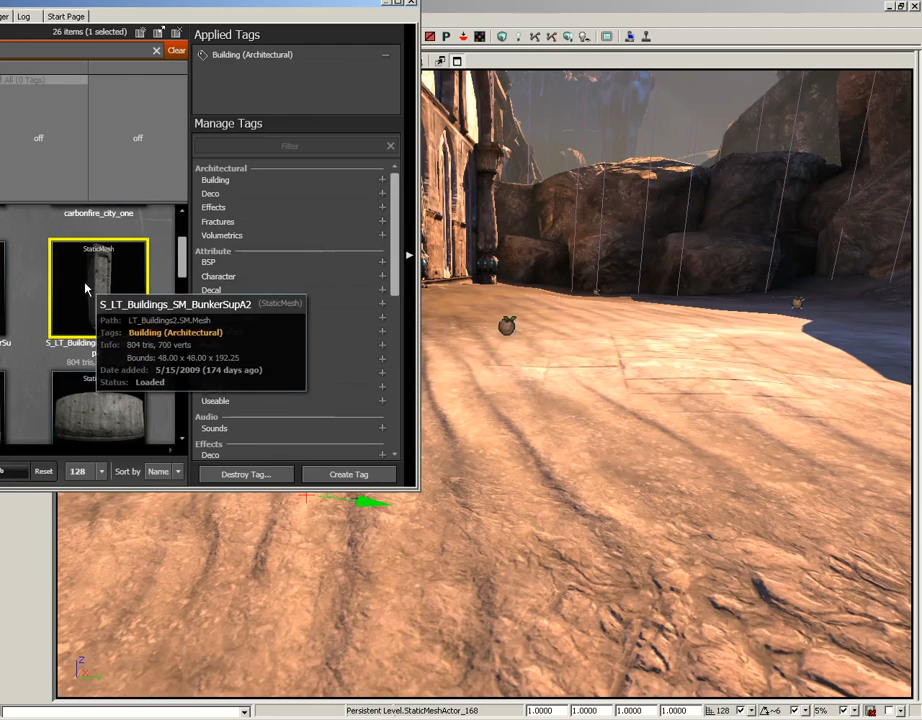 Log
Start Page
26 items (1 selected)
Clear
f All (0 Tags)
off
off
carbonfire_city_one
StaticMesh
S_LT_Buildings_SM_BunkerSupA2 (StaticMesh)
Path: LT_Buildings2.SM.Mesh
Tags: Building (Architectural)
Info: 804 tris, 700 verts
Bounds: 48.00 x 48.00 x 192.25
Date added: 5/15/2009 (174 days ago)
Status: Loaded
S_LT_Building
804 tris,
Reset
128
Sort by
Name
Applied Tags
Building (Architectural)
Manage Tags
Filter
Architectural
Building
Deco
Effects
Fractures
Volumetrics
Attribute
BSP
Character
Decal
Useable
Audio
Sounds
Effects
Deco
Destroy Tag...
Create Tag
P
Z
Persistent Level.StaticMeshActor_168
1.0000
1.0000
1.0000
1.0000
128
~6
5%